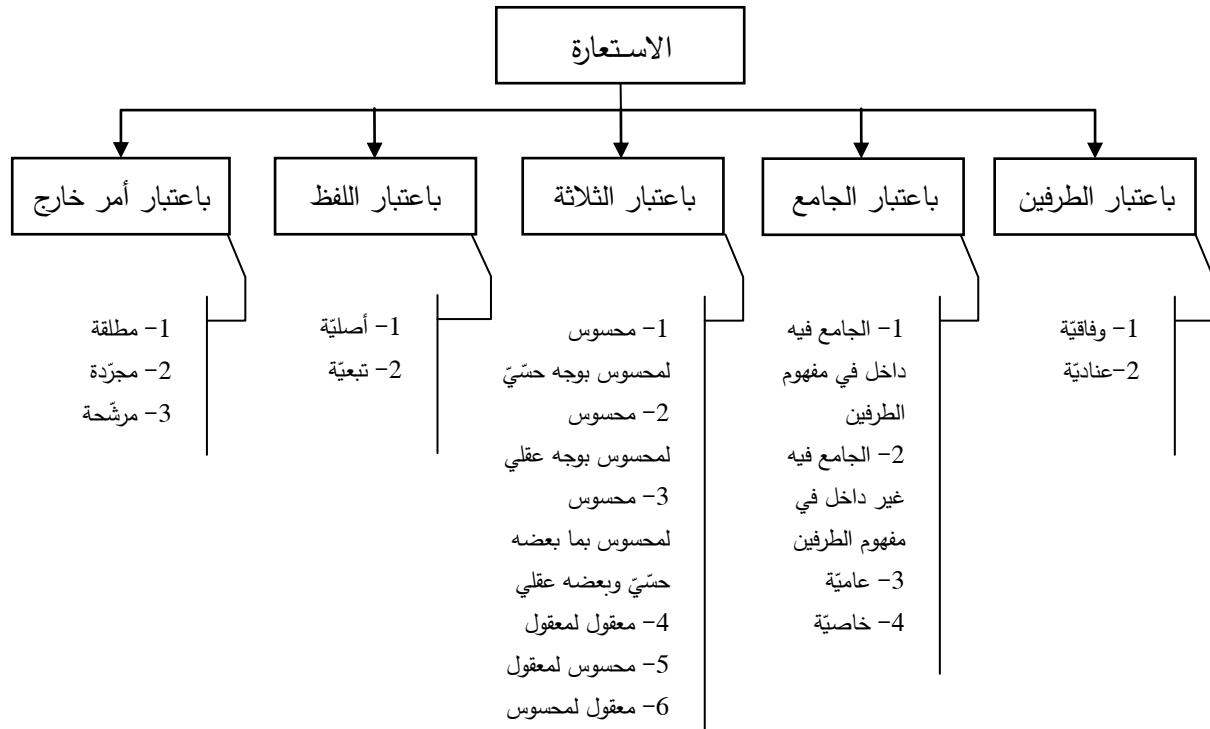 الاستعارة
باعتبار الطرفين
باعتبار الجامع
باعتبار الثلاثة
باعتبار اللفظ
باعتبار أمر خارج
1- وفاقيّة
2-عناديّة
1- الجامع فيه
داخل في مفهوم
الطرفين
2- الجامع فيه
غير داخل في
مفهوم الطرفين
3- عاميّة
4- خاصيّة
1- محسوس
لمحسوس بوجه حسّيّ
2- محسوس
لمحسوس بوجه عقلي
3- محسوس
لمحسوس بما بعضه
حسّيّ وبعضه عقلي
4- معقول لمعقول
5- محسوس لمعقول
6- معقول لمحسوس
1- أصليّة
2- تبعيّة
1- مطلقة
2- مجرّدة
3- مرشّحة